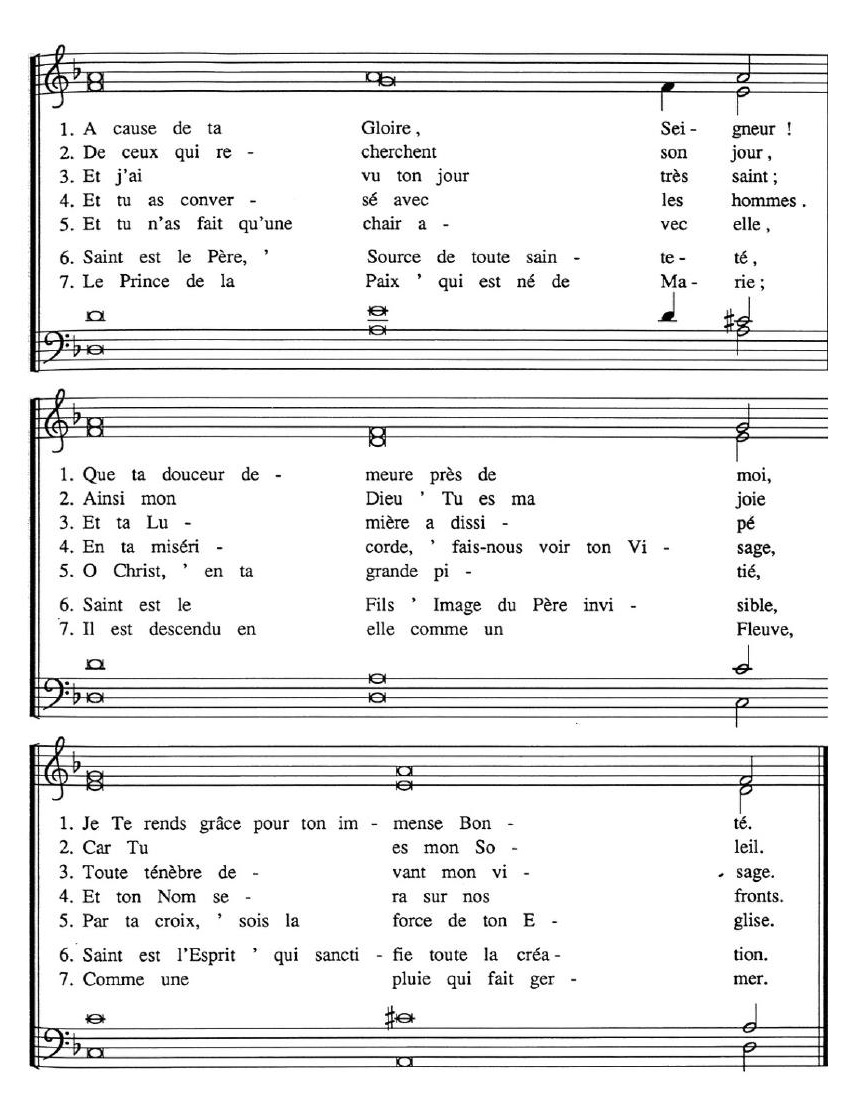 1. A cause de ta Gloire, Sei - gneur !
2. De ceux qui re - cherchent son jour,
3. Et j'ai vu ton jour très saint ;
4. Et tu as conver - sé avec les hommes.
5. Et tu n'as fait qu'une chair a - vec elle,
6. Saint est le Père, ' Source de toute sain - te - té,
7. Le Prince de la Paix ' qui est né de Ma - rie ;
1. Que ta douceur de - meure près de moi,
2. Ainsi mon Dieu ' Tu es ma joie
3. Et ta Lu - mière a dissi - pé
4. En ta miséri - corde, ' fais-nous voir ton Vi - sage,
5. O Christ, ' en ta grande pi - tié,
6. Saint est le Fils ' Image du Père invi - sible,
7. Il est descendu en elle comme un Fleuve,
1. Je Te rends grâce pour ton im - mense Bon - té.
2. Car Tu es mon So - leil.
3. Toute ténèbre de - vant mon vi - sage.
4. Et ton Nom se - ra sur nos fronts.
5. Par ta croix, ' sois la force de ton E - glise.
6. Saint est l'Esprit ' qui sancti - fie toute la créa - tion.
7. Comme une pluie qui fait ger - mer.